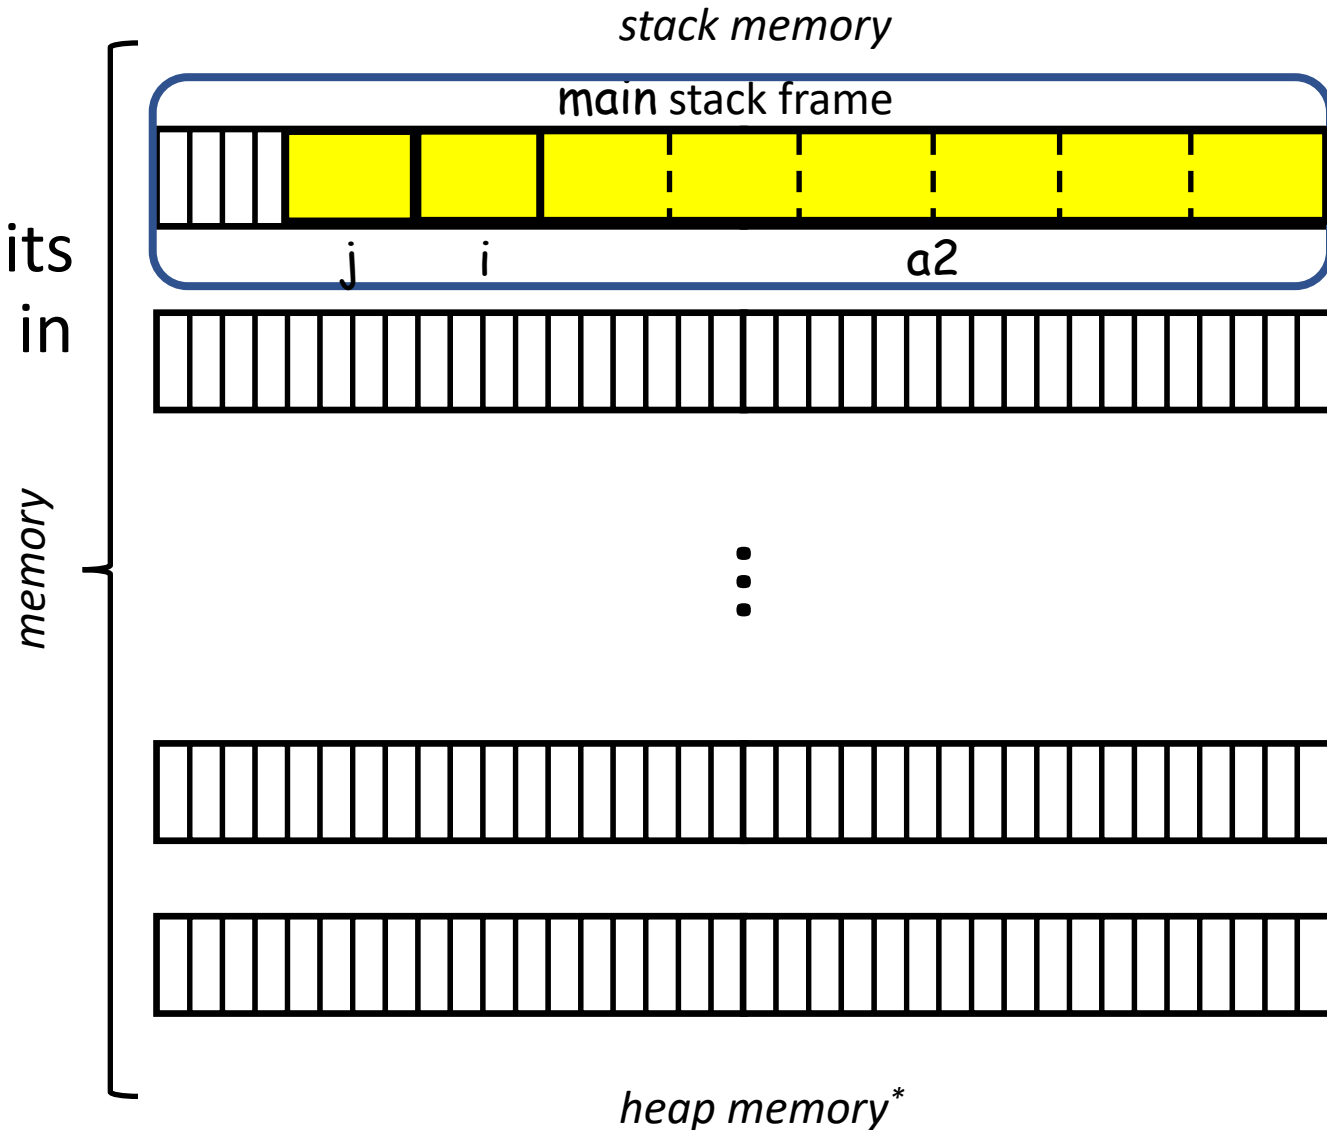 stack memory
main stack frame
j i a2
its
in
memory
heap memory*